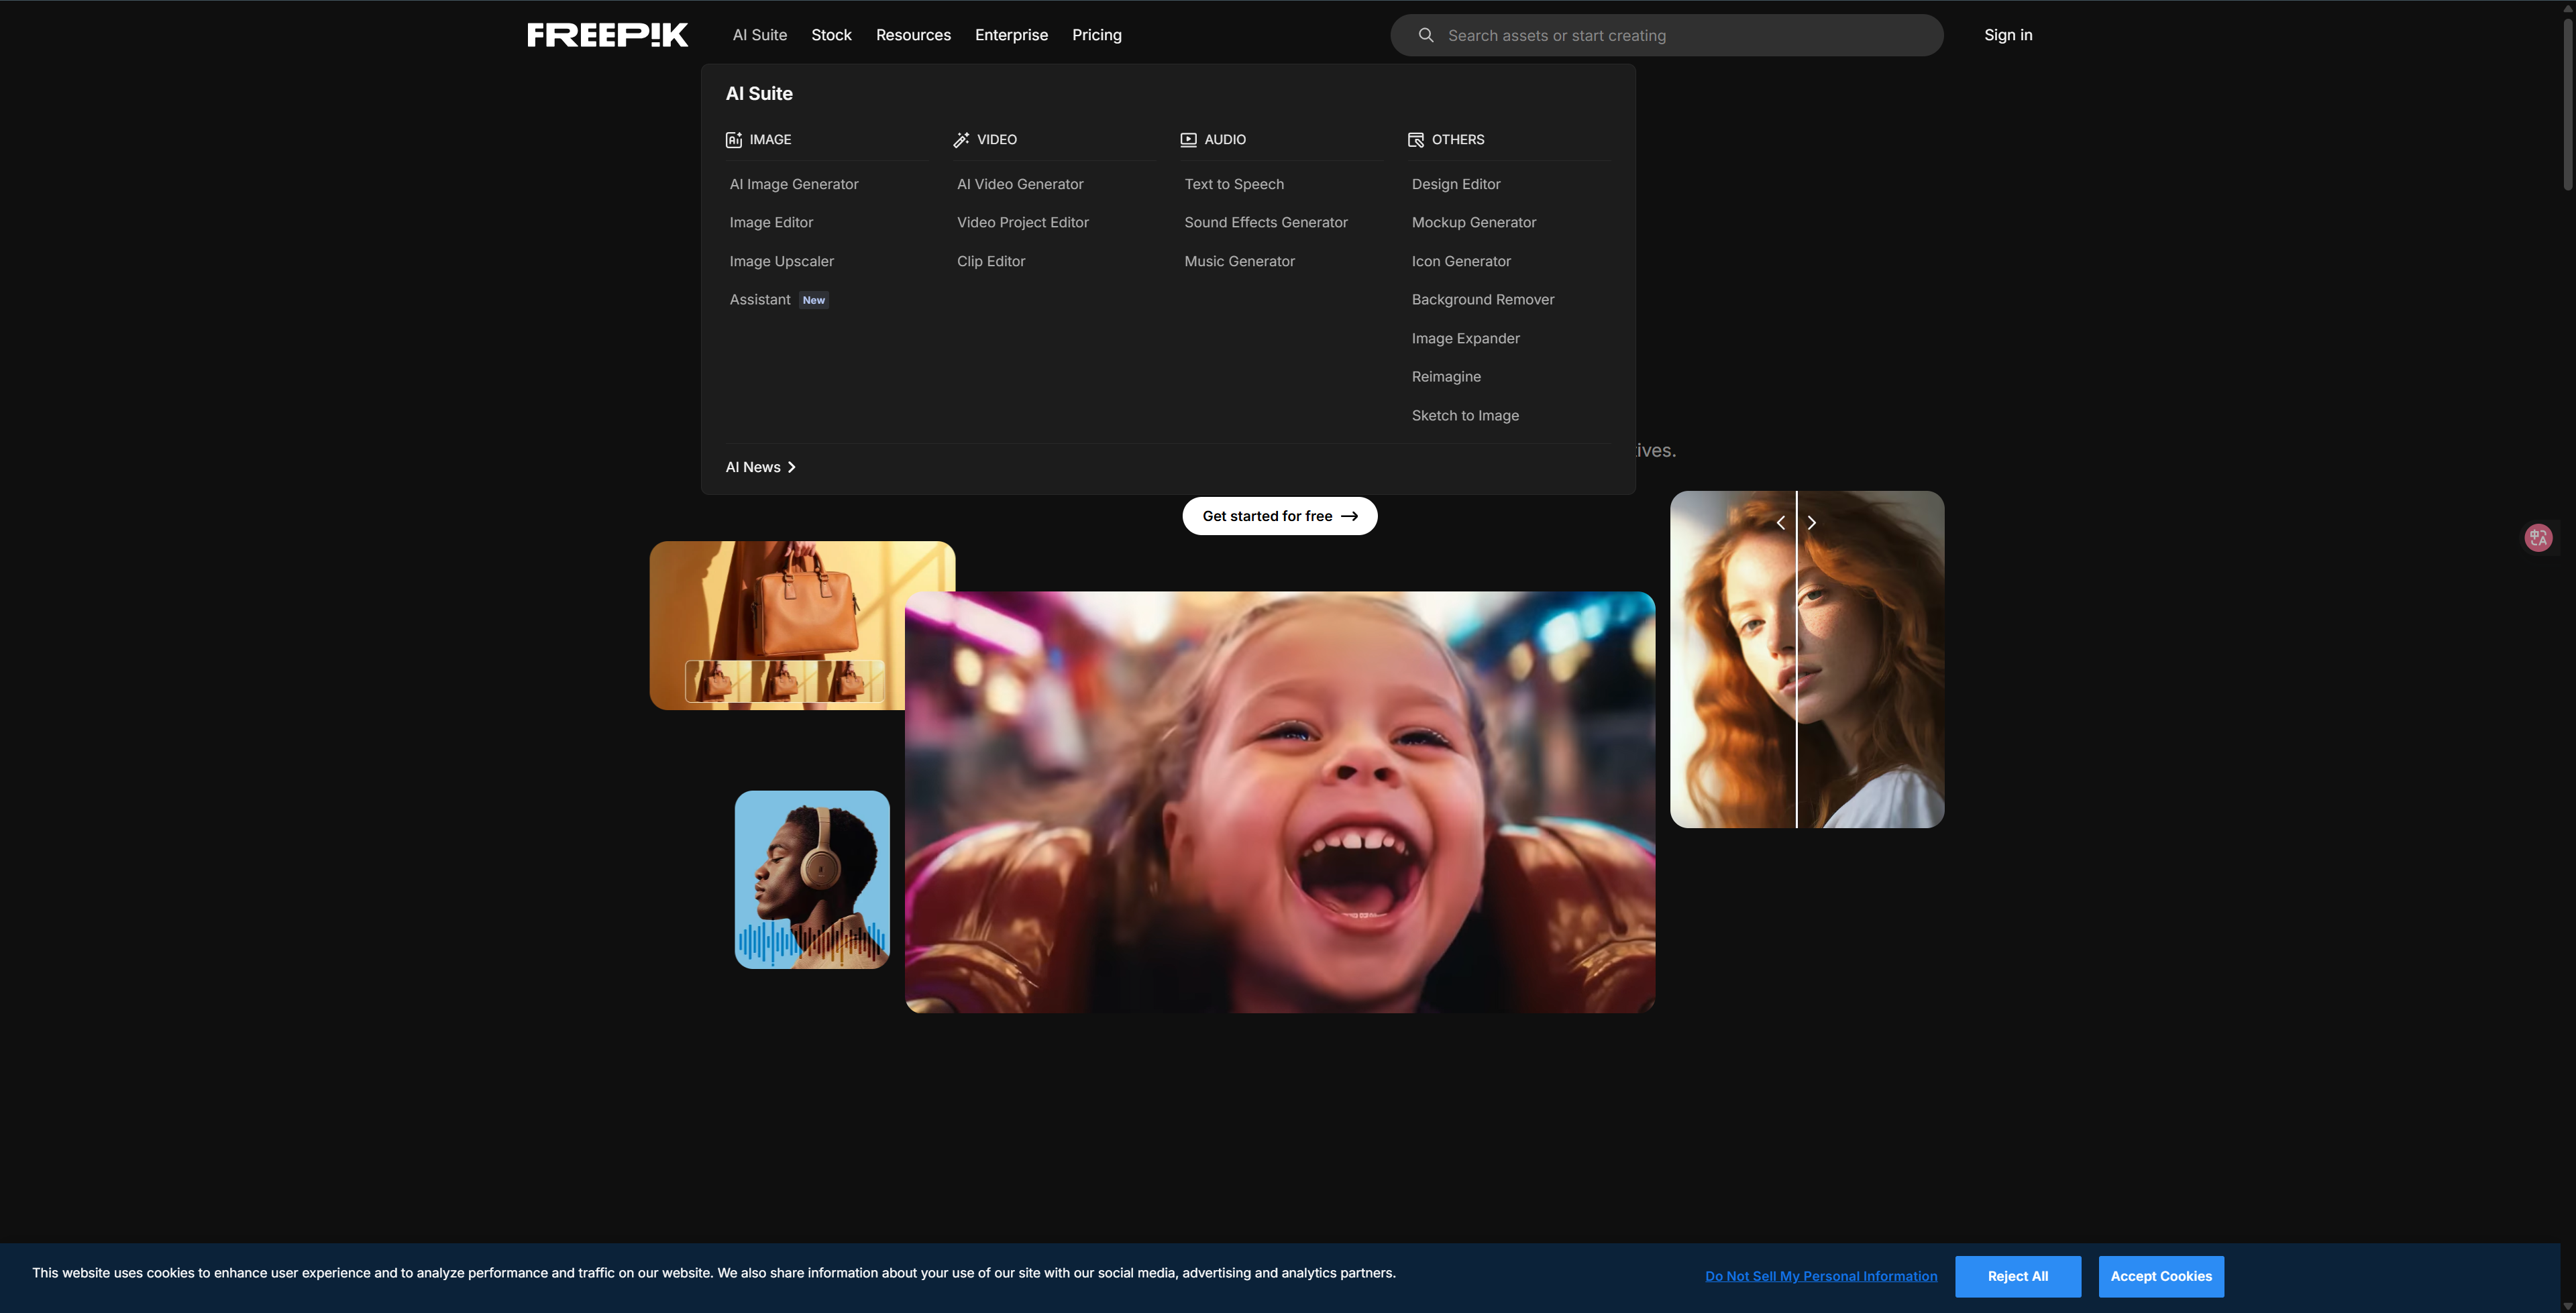 FREEP!K
AI Suite
Stock
Resources
Enterprise
Pricing
Search assets or start creating
Sign in
AI Suite
IMAGE
AI Image Generator
Image Editor
Image Upscaler
Assistant New
VIDEO
AI Video Generator
Video Project Editor
Clip Editor
AUDIO
Text to Speech
Sound Effects Generator
Music Generator
OTHERS
Design Editor
Mockup Generator
Icon Generator
Background Remover
Image Expander
Reimagine
Sketch to Image
AI News
Get started for free
This website uses cookies to enhance user experience and to analyze performance and traffic on our website. We also share information about your use of our site with our social media, advertising and analytics partners.
Do Not Sell My Personal Information
Reject All
Accept Cookies